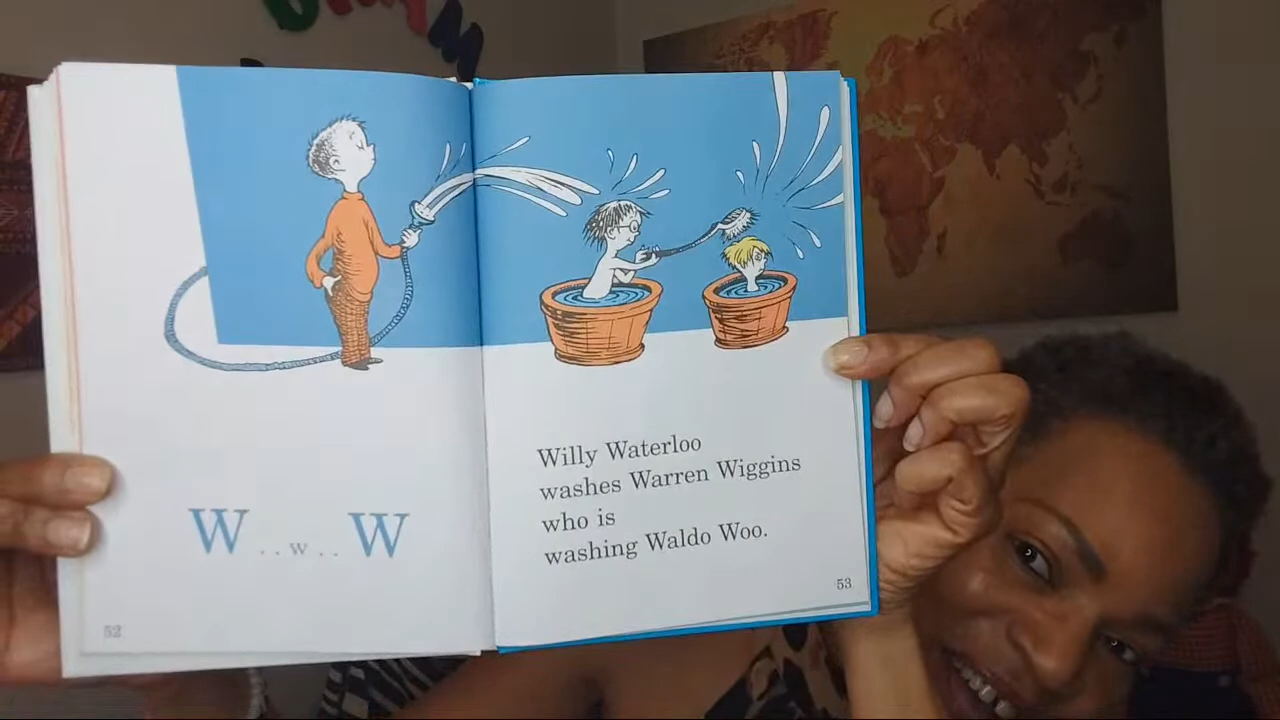 W . . w . . W
52
Willy Waterloo
washes Warren Wiggins
who is
washing Waldo Woo.
53